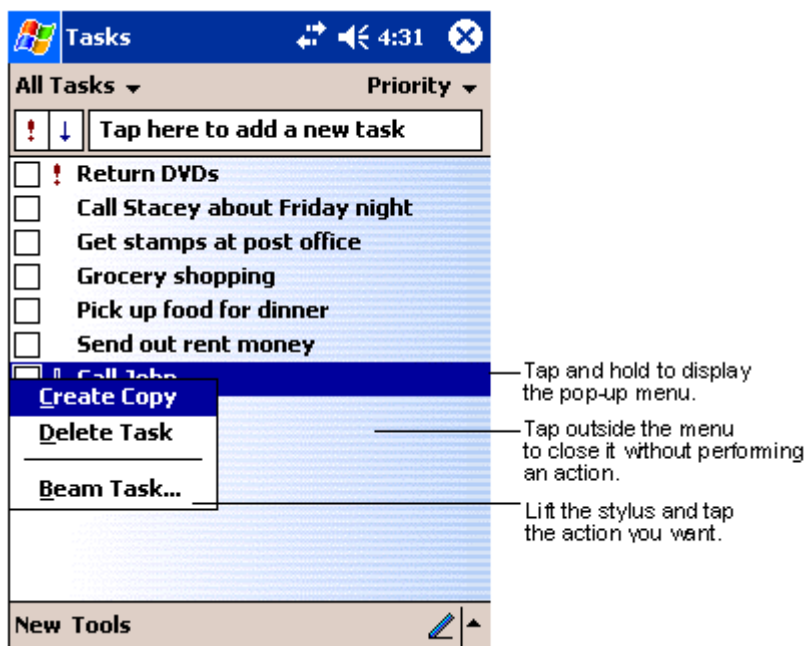 Tasks 4:31
All Tasks Priority
Tap here to add a new task
Return DVDs
Call Stacey about Friday night
Get stamps at post office
Grocery shopping
Pick up food for dinner
Send out rent money
Call John
Create Copy
Delete Task
Beam Task...
Tap and hold to display
the pop-up menu.
Tap outside the menu
to close it without performing
an action.
Lift the stylus and tap
the action you want.
New Tools